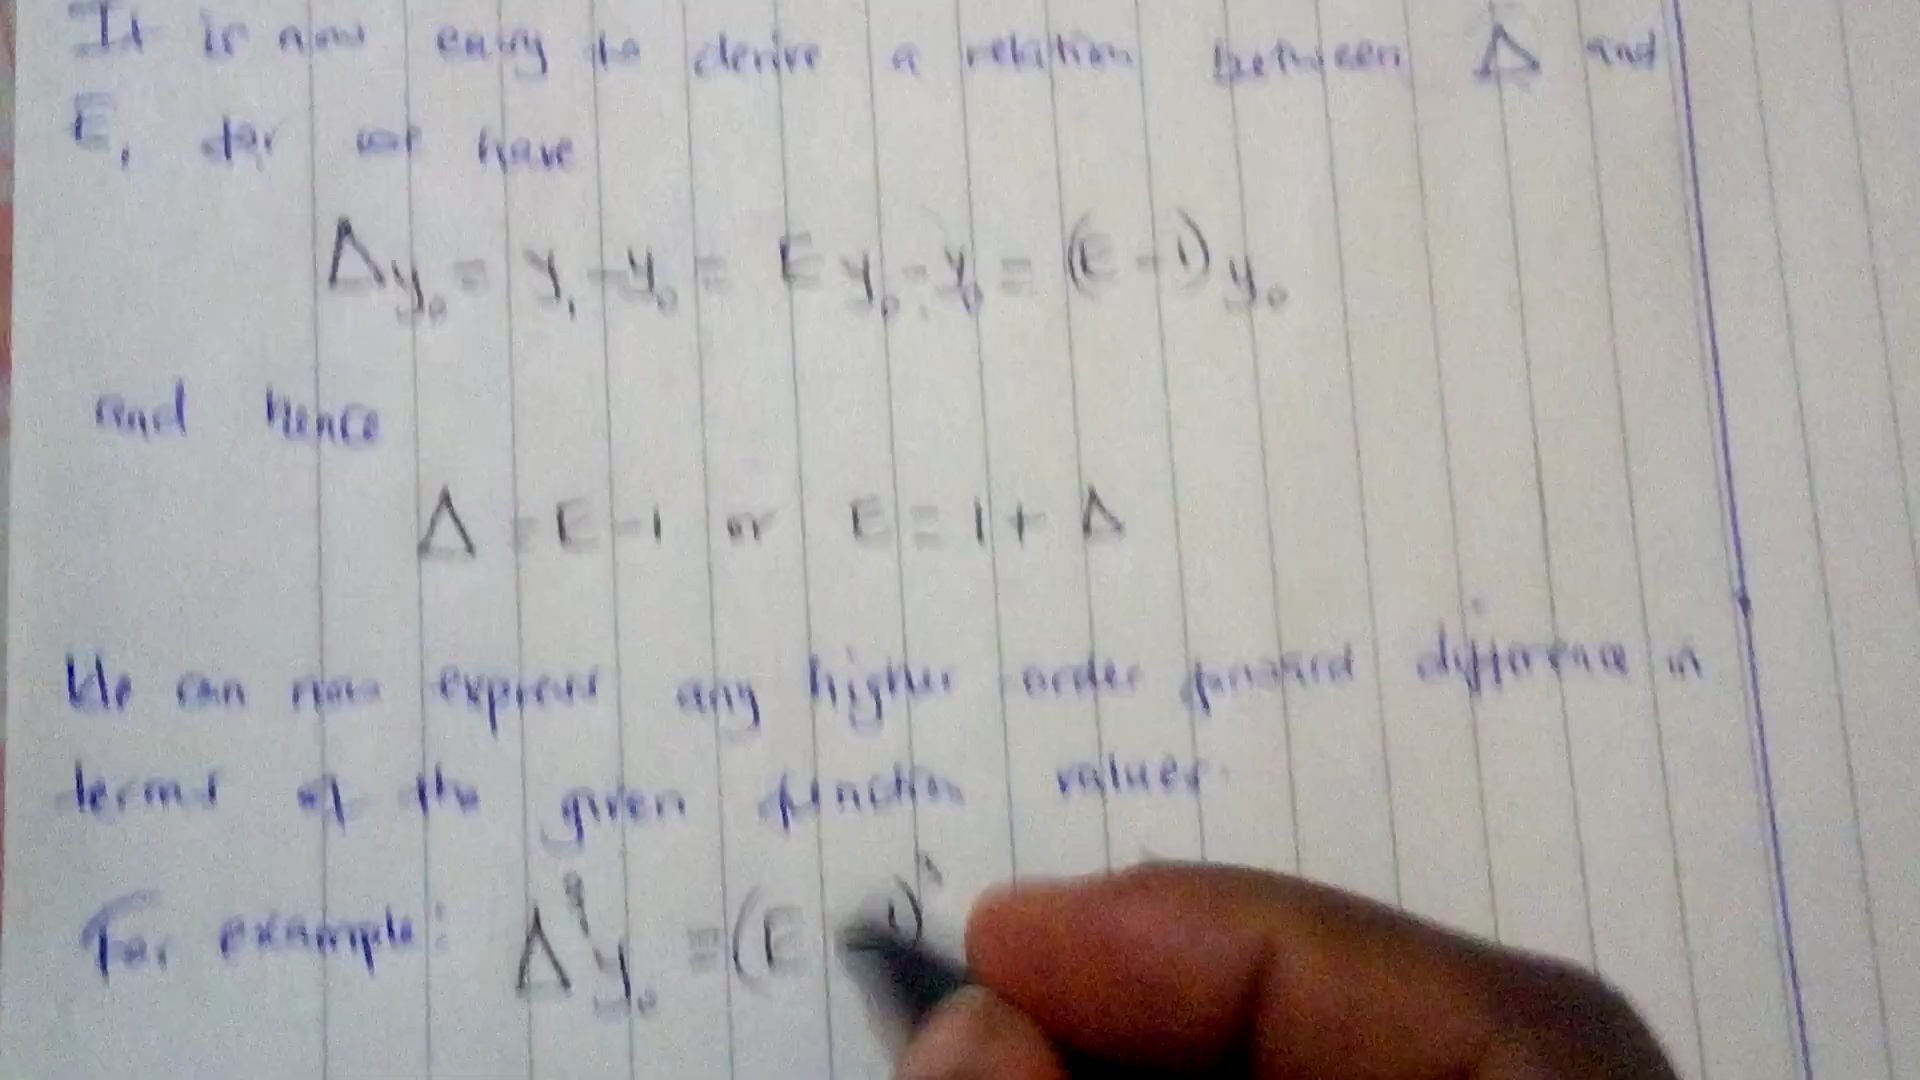 It is now easy to derive a relation between Δ and
E, for we have
Δy₀ = y₁ - y₀ = Ey₀ - y₀ = (E - 1)y₀
and hence
Δ = E - 1 or E = 1 + Δ
We can now express any higher order forward difference in
terms of the given function values.
For example: Δ³y₀ = (E - 1)³